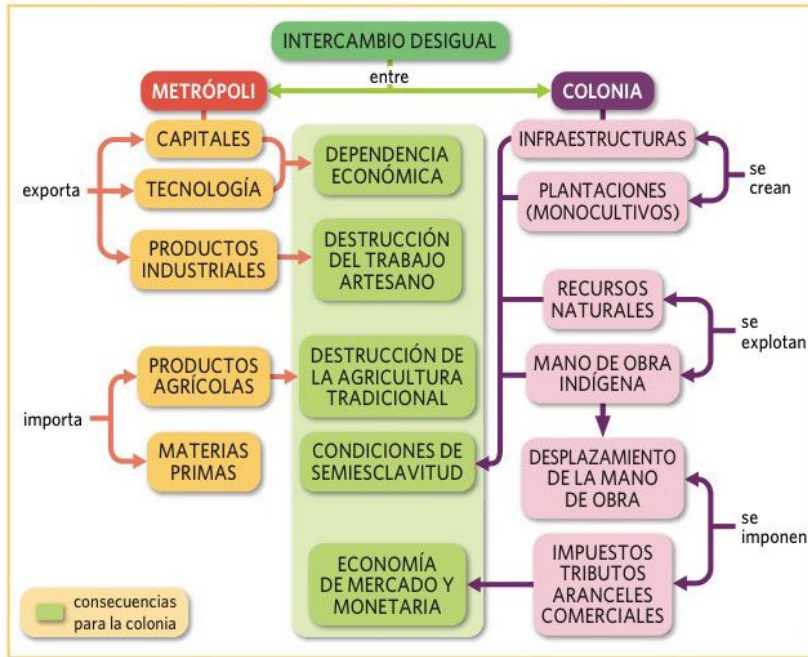 INTERCAMBIO DESIGUAL
entre
METRÓPOLI
COLONIA
exporta
CAPITALES
TECNOLOGÍA
PRODUCTOS
INDUSTRIALES
importa
PRODUCTOS
AGRÍCOLAS
MATERIAS
PRIMAS
DEPENDENCIA
ECONÓMICA
DESTRUCCIÓN
DEL TRABAJO
ARTESANO
DESTRUCCIÓN DE
LA AGRICULTURA
TRADICIONAL
CONDICIONES DE
SEMIESCLAVITUD
ECONOMÍA
DE MERCADO Y
MONETARIA
INFRAESTRUCTURAS
PLANTACIONES
(MONOCULTIVOS)
se
crean
RECURSOS
NATURALES
MANO DE OBRA
INDÍGENA
se
explotan
DESPLAZAMIENTO
DE LA MANO
DE OBRA
IMPUESTOS
TRIBUTOS
ARANCELES
COMERCIALES
se
imponen
consecuencias
para la colonia